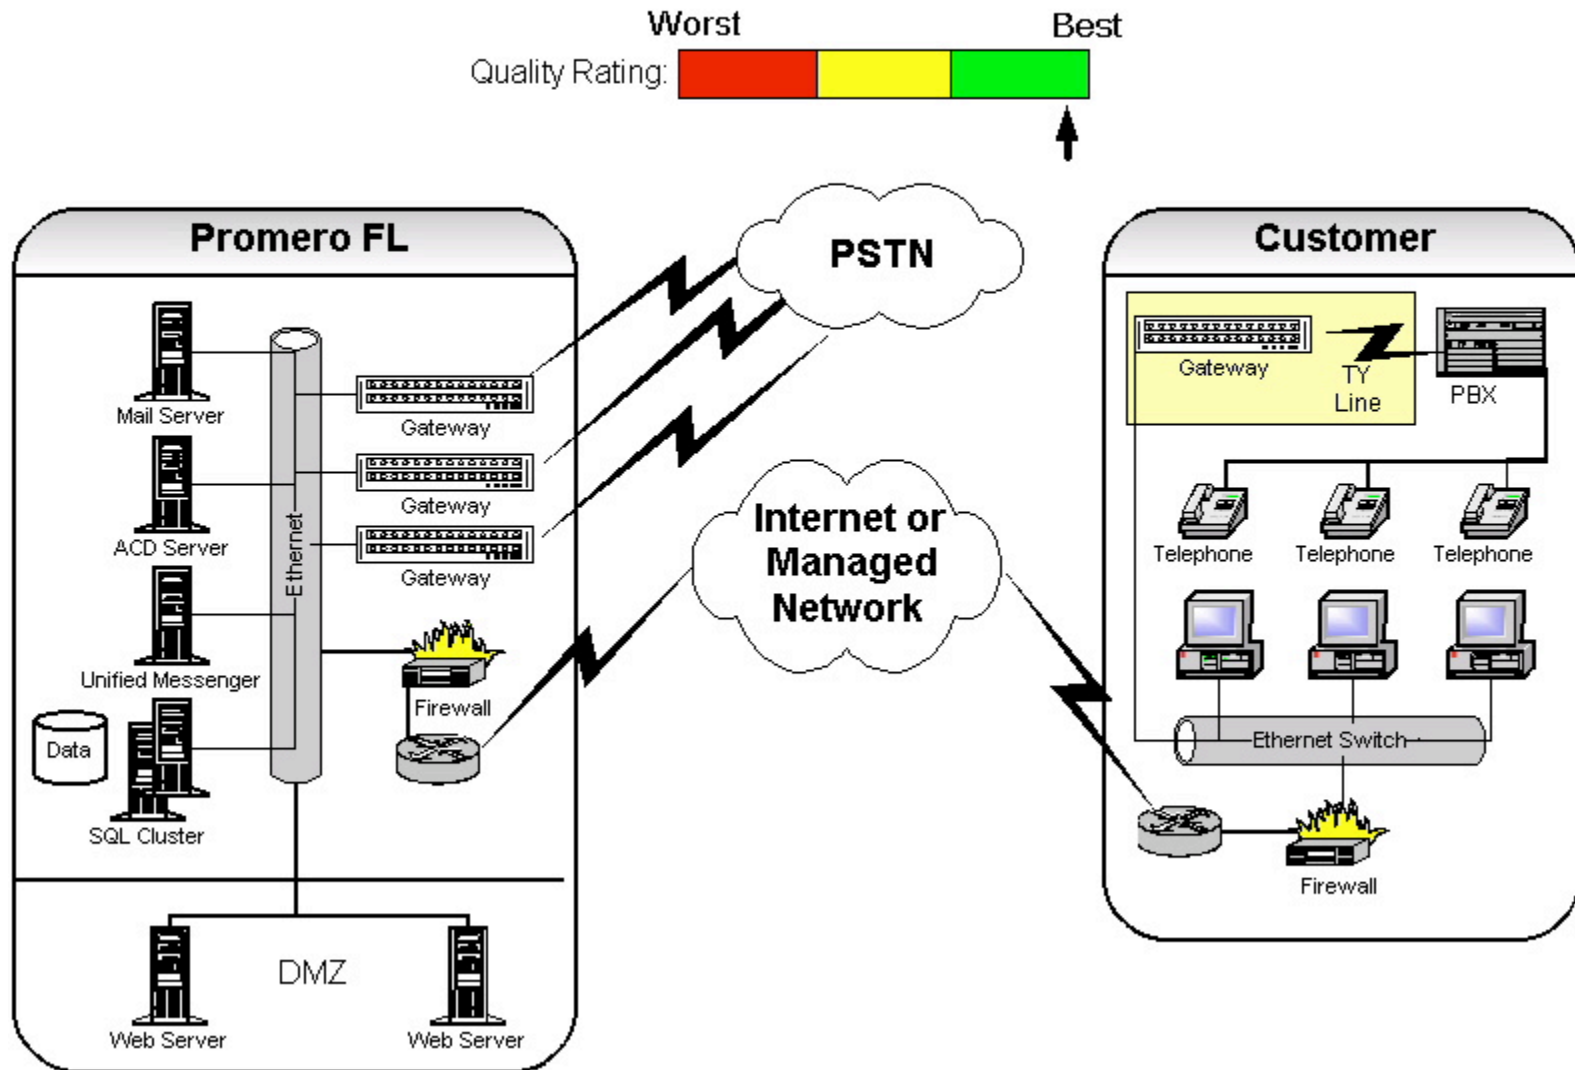 Worst
Best
Quality Rating:
Promero FL
PSTN
Customer
Mail Server
Gateway
ACD Server
Gateway
Ethernet
Gateway
Unified Messenger
Firewall
Data
SQL Cluster
DMZ
Web Server
Web Server
Internet or
Managed
Network
Gateway
TY
Line
PBX
Telephone
Telephone
Telephone
Ethernet Switch
Firewall